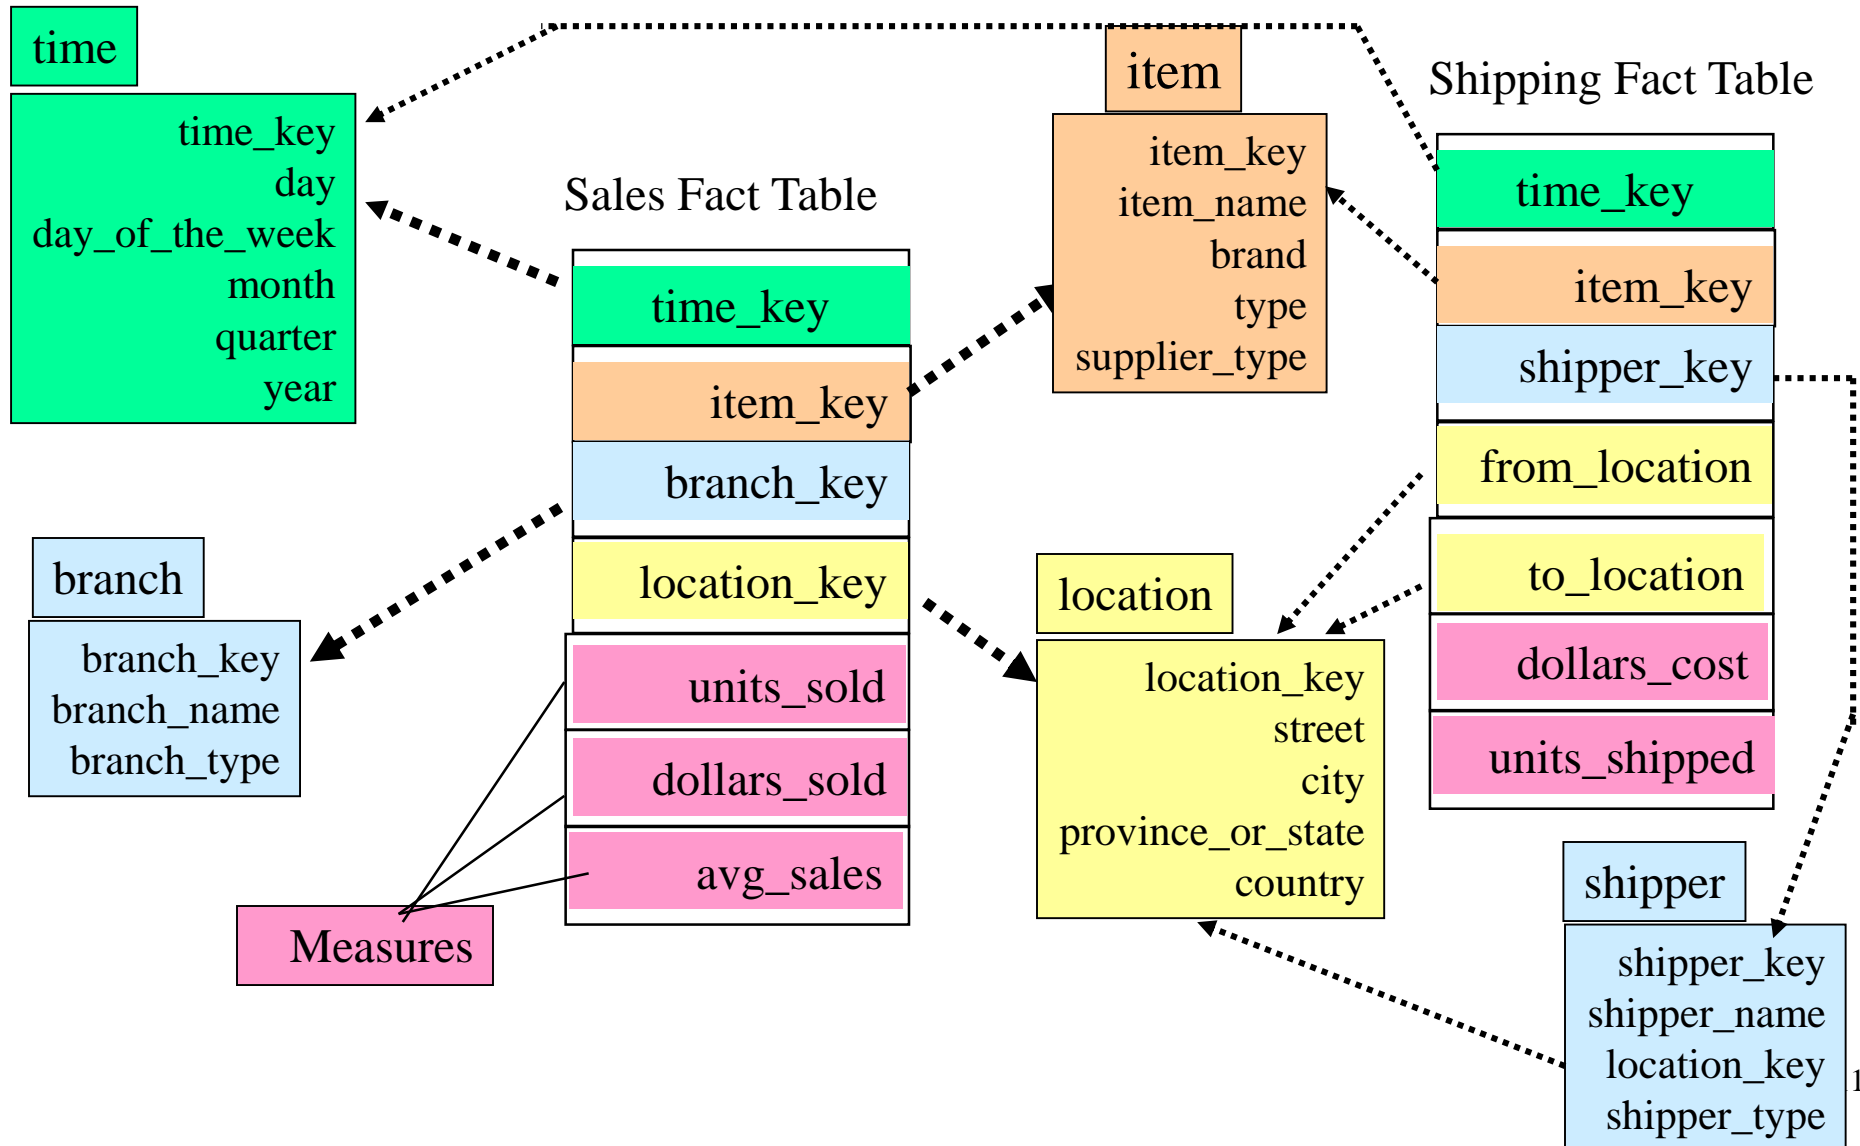 time
time_key
day
day_of_the_week
month
quarter
year
Sales Fact Table
time_key
item_key
branch_key
location_key
units_sold
dollars_sold
avg_sales
Measures
branch
branch_key
branch_name
branch_type
item
item_key
item_name
brand
type
supplier_type
location
location_key
street
city
province_or_state
country
Shipping Fact Table
time_key
item_key
shipper_key
from_location
to_location
dollars_cost
units_shipped
shipper
shipper_key
shipper_name
location_key
shipper_type